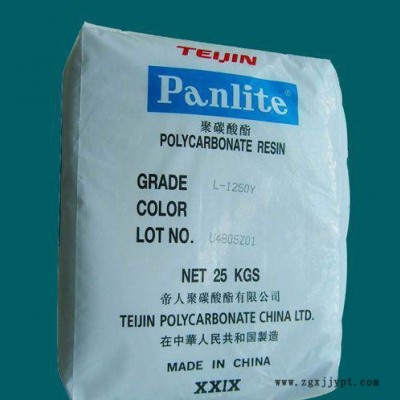 TEIJIN
Panlite®
聚碳酸酯
POLYCARBONATE RESIN
GRADE L-1250Y
COLOR
LOT NO. U4805Z01
NET 25 KGS
帝人聚碳酸酯有限公司
TEIJIN POLYCARBONATE CHINA LTD.
在中華人民共和国製造
MADE IN CHINA
XXIX
www.zgxjjypt.com